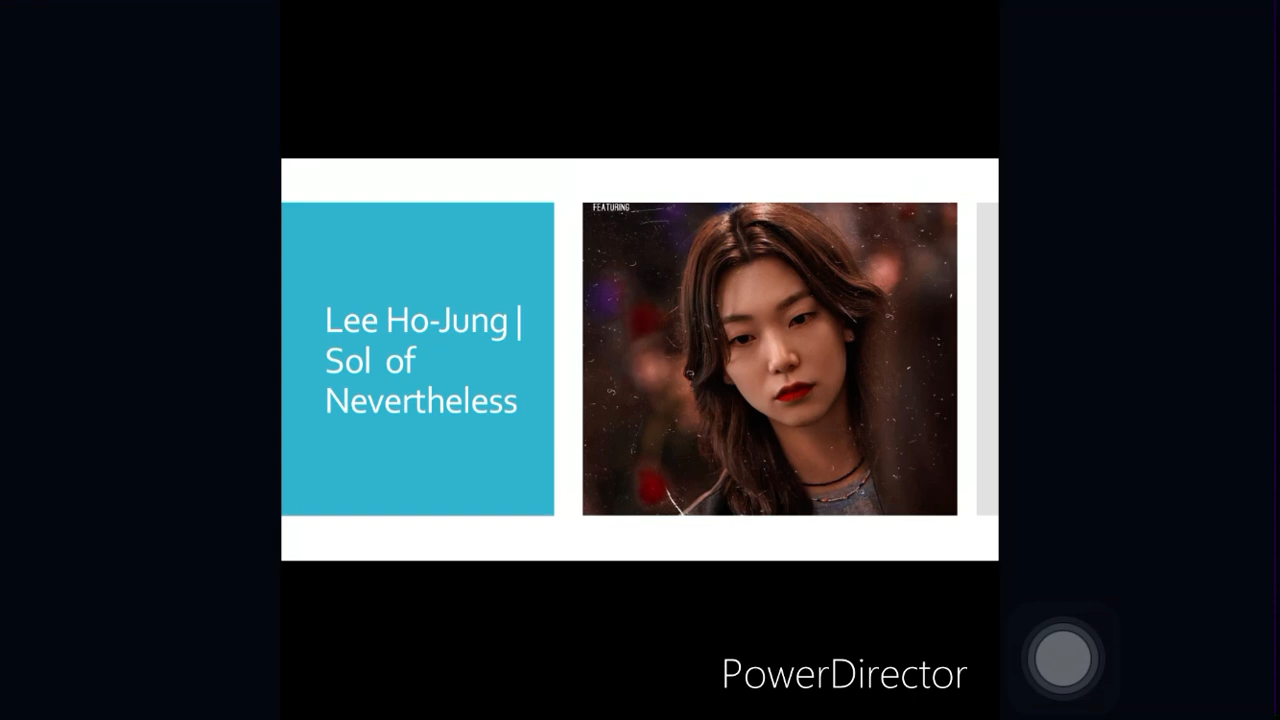 FEATURING
Lee Ho-Jung |
Sol of
Nevertheless
PowerDirector